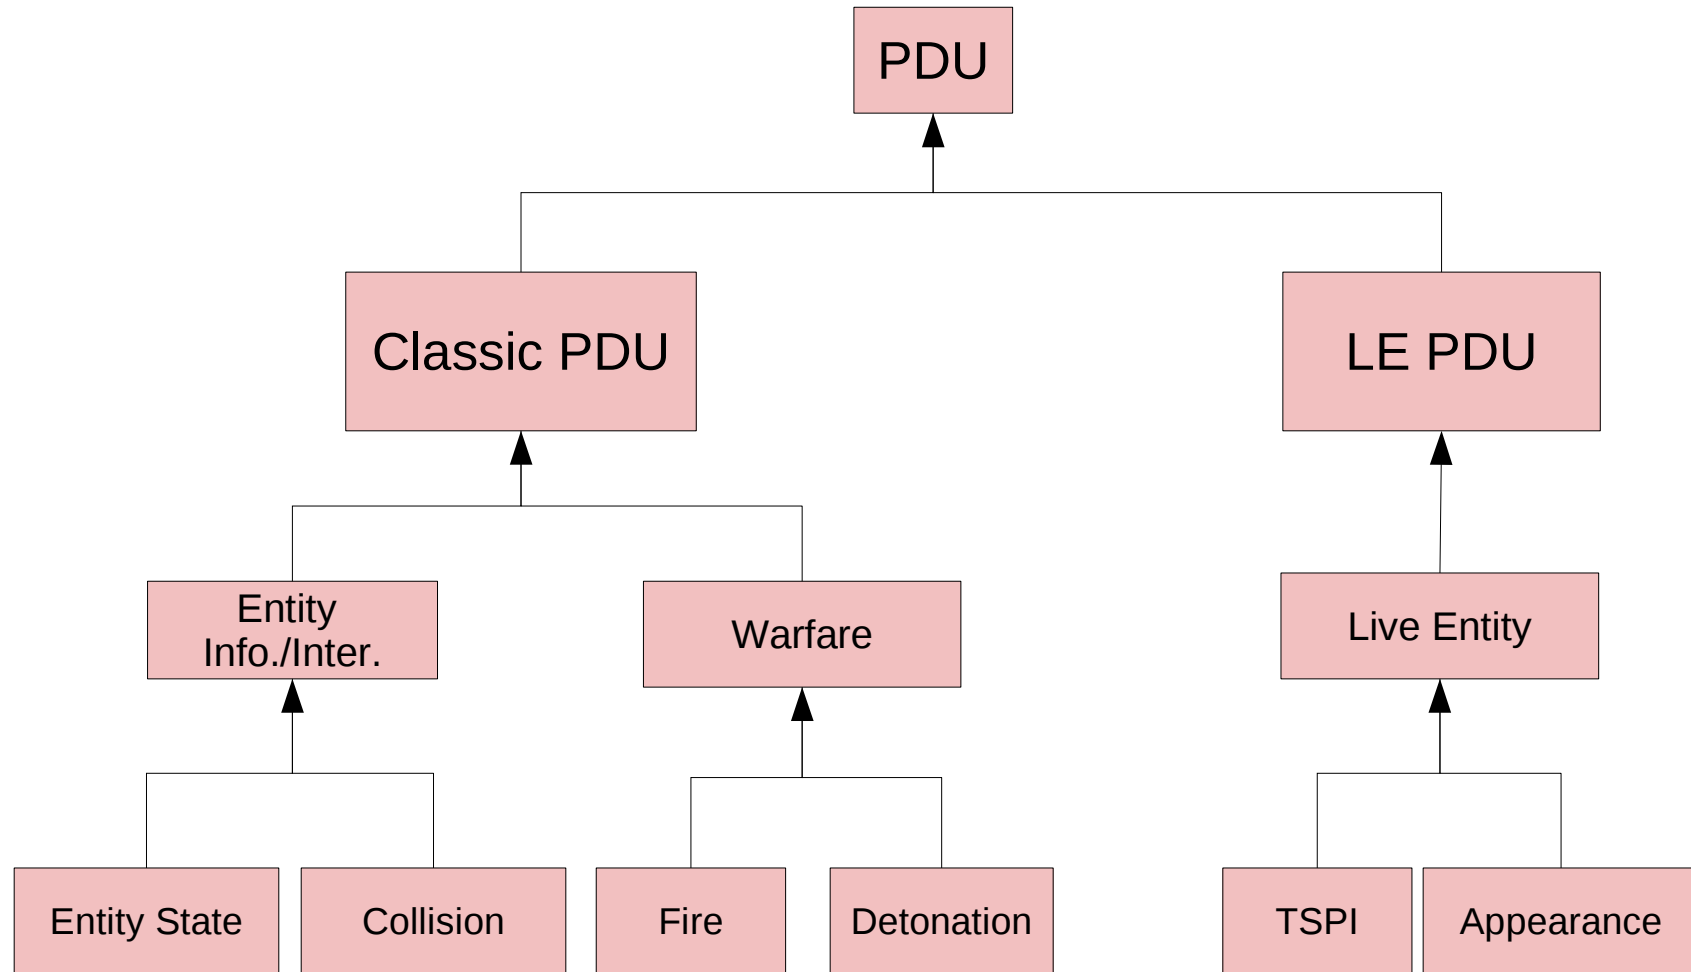 PDU
Classic PDU
LE PDU
Entity
Info./Inter.
Warfare
Live Entity
Entity State
Collision
Fire
Detonation
TSPI
Appearance